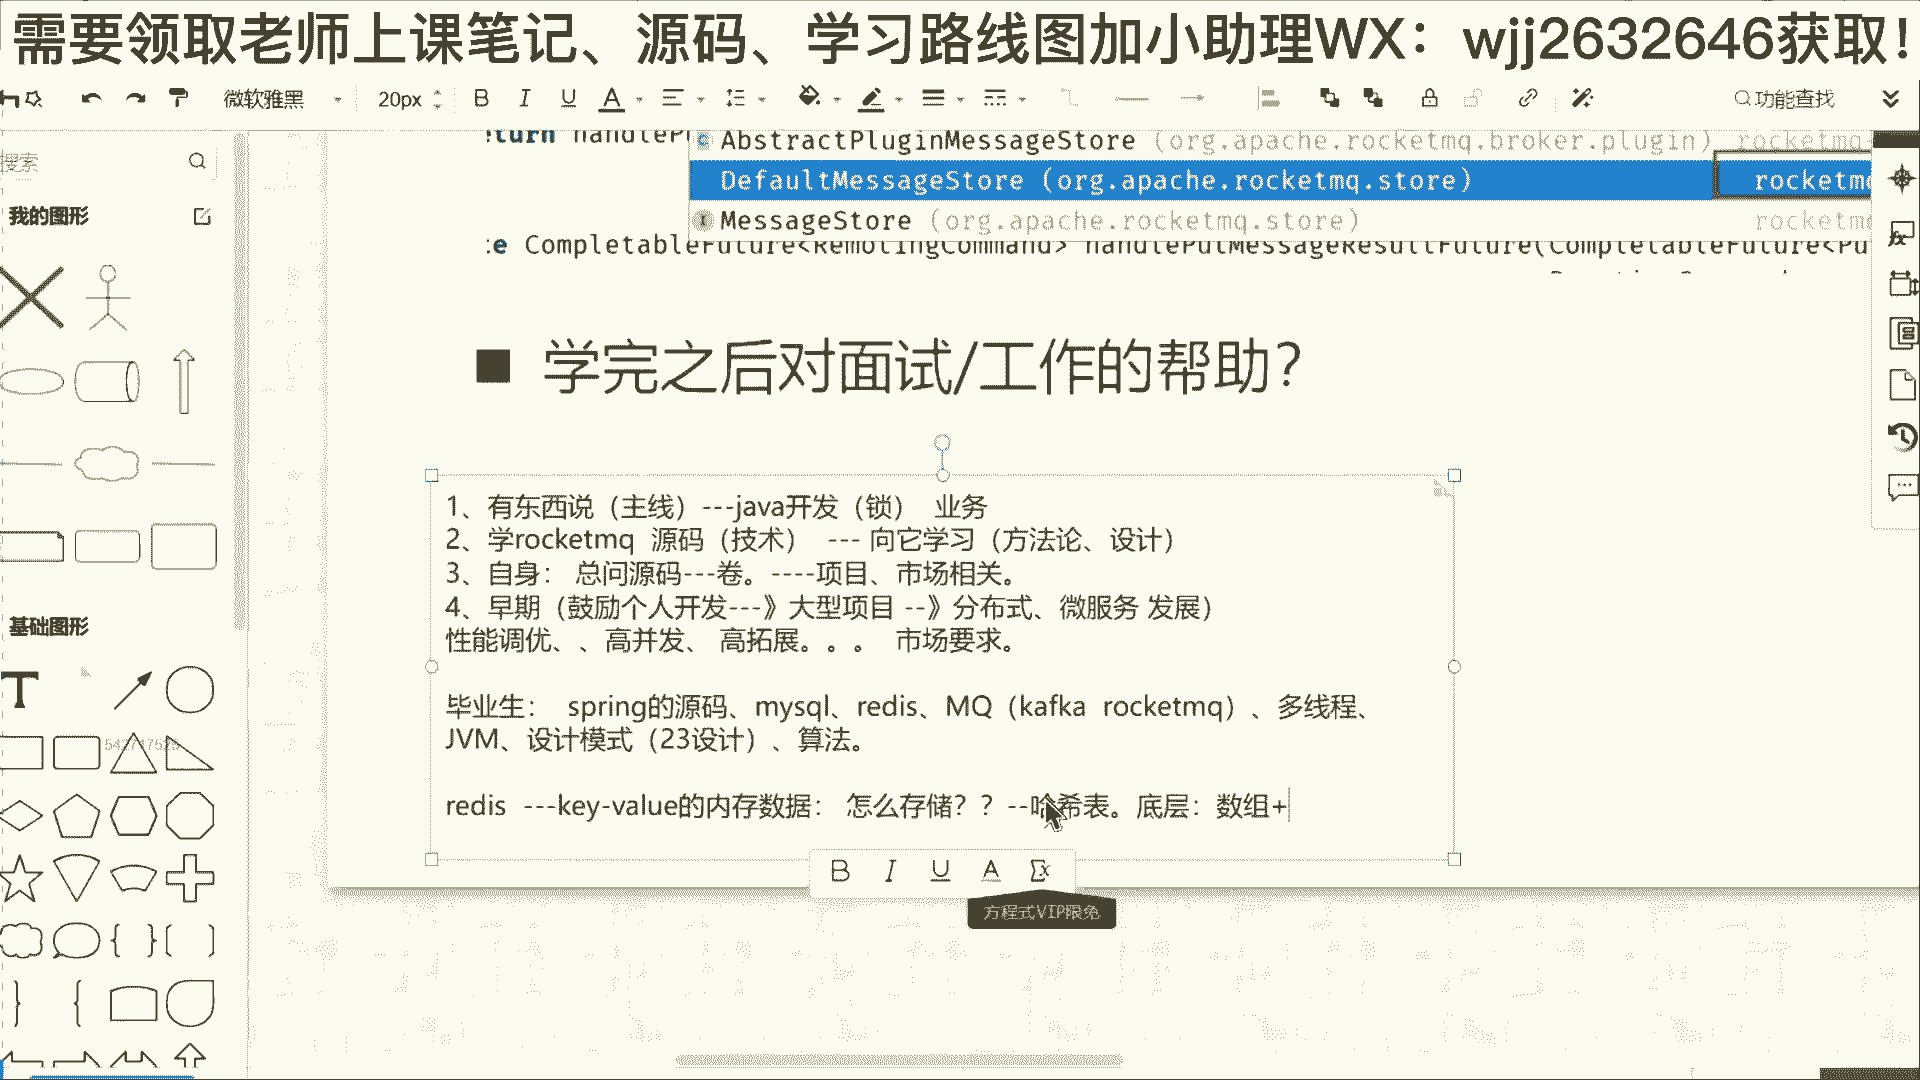 需要领取老师上课笔记、源码、学习路线图加小助理WX：wjj2632646获取！
微软雅黑 20px B I U A 功能查找
搜索
我的图形
基础图形
AbstractPluginMessageStore (org.apache.rocketmq.broker.plugin) rocketmq-
DefaultMessageStore (org.apache.rocketmq.store) rocketmq
MessageStore (org.apache.rocketmq.store) rocketmq
:e CompletableFuture<RemotingCommand> handlePutMessageResultFuture(CompletableFuture<Pu
■ 学完之后对面试/工作的帮助？
1、有东西说（主线）---java开发（锁） 业务
2、学rocketmq 源码（技术） --- 向它学习（方法论、设计）
3、自身： 总问源码---卷。----项目、市场相关。
4、早期（鼓励个人开发---》大型项目 --》分布式、微服务 发展）
性能调优、、高并发、 高拓展。。。 市场要求。
毕业生： spring的源码、mysql、redis、MQ（kafka rocketmq）、多线程、
JVM、设计模式（23设计）、算法。
redis ---key-value的内存数据： 怎么存储？？--哈希表。底层：数组+
B I U A
方程式VIP限免